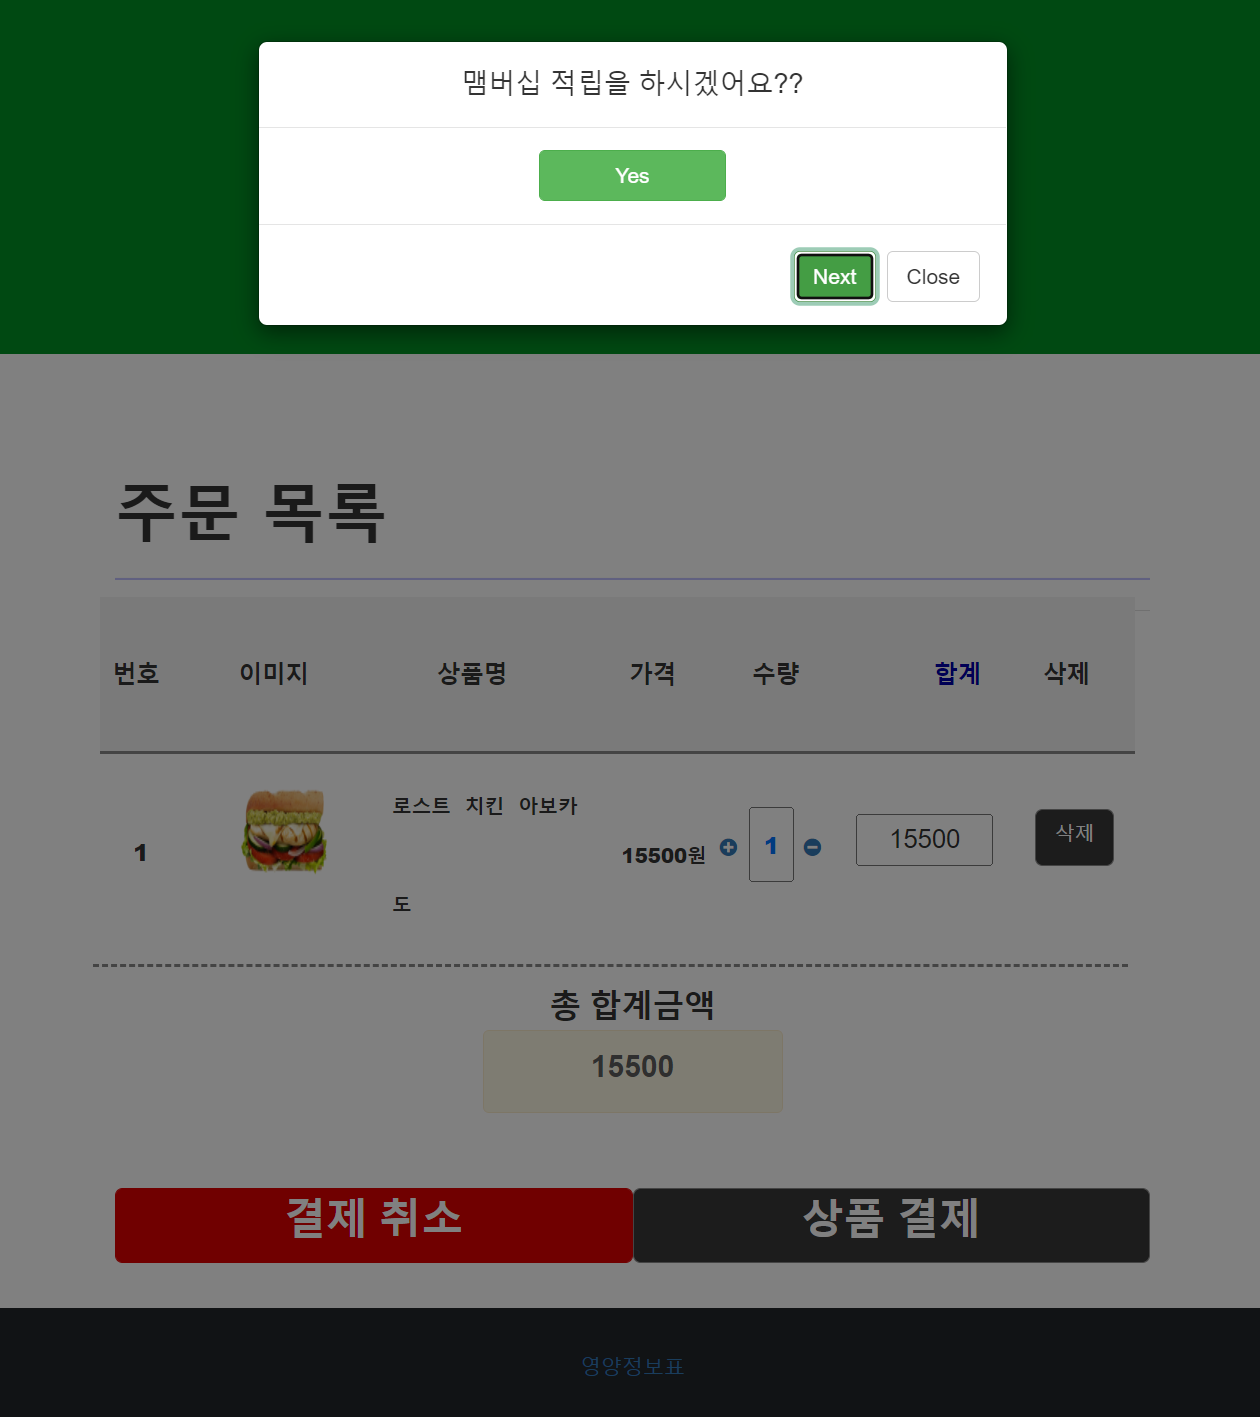 맴버십 적립을 하시겠어요??
Yes
Next Close
주문 목록
번호 이미지 상품명 가격 수량 합계 삭제
로스트 치킨 아보카
도
1 15500원 1 15500 삭제
총 합계금액
15500
결제 취소 상품 결제
영양정보표